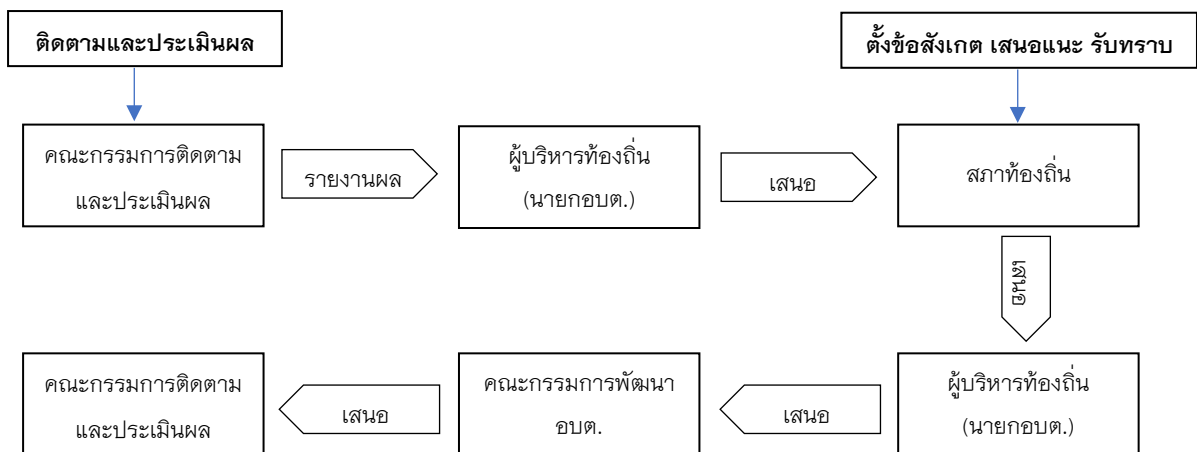 ติดตามและประเมินผล
ตั้งข้อสังเกต เสนอแนะ รับทราบ
คณะกรรมการติดตาม
และประเมินผล
รายงานผล
ผู้บริหารท้องถิ่น
(นายกอบต.)
เสนอ
สภาท้องถิ่น
เสนอ
ผู้บริหารท้องถิ่น
(นายกอบต.)
เสนอ
คณะกรรมการพัฒนา
อบต.
เสนอ
คณะกรรมการติดตาม
และประเมินผล